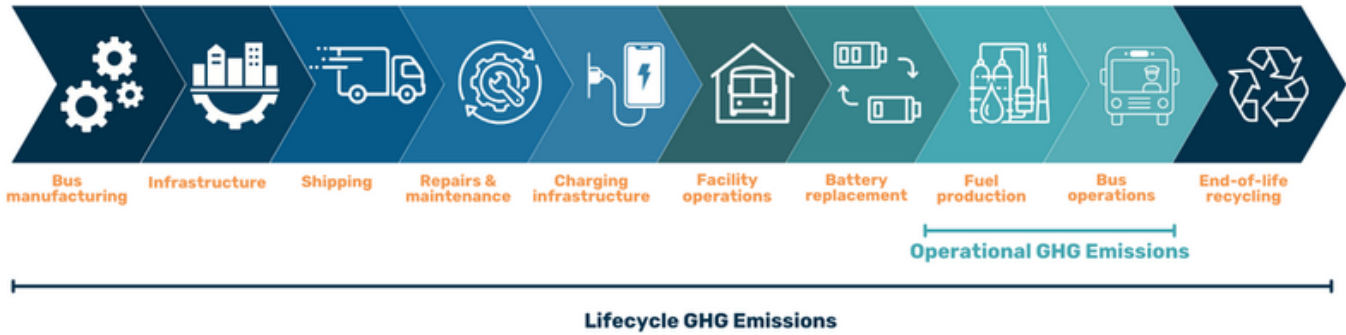 Bus
manufacturing
Infrastructure
Shipping
Repairs &
maintenance
Charging
infrastructure
Facility
operations
Battery
replacement
Fuel
production
Bus
operations
End-of-life
recycling
Operational GHG Emissions
Lifecycle GHG Emissions